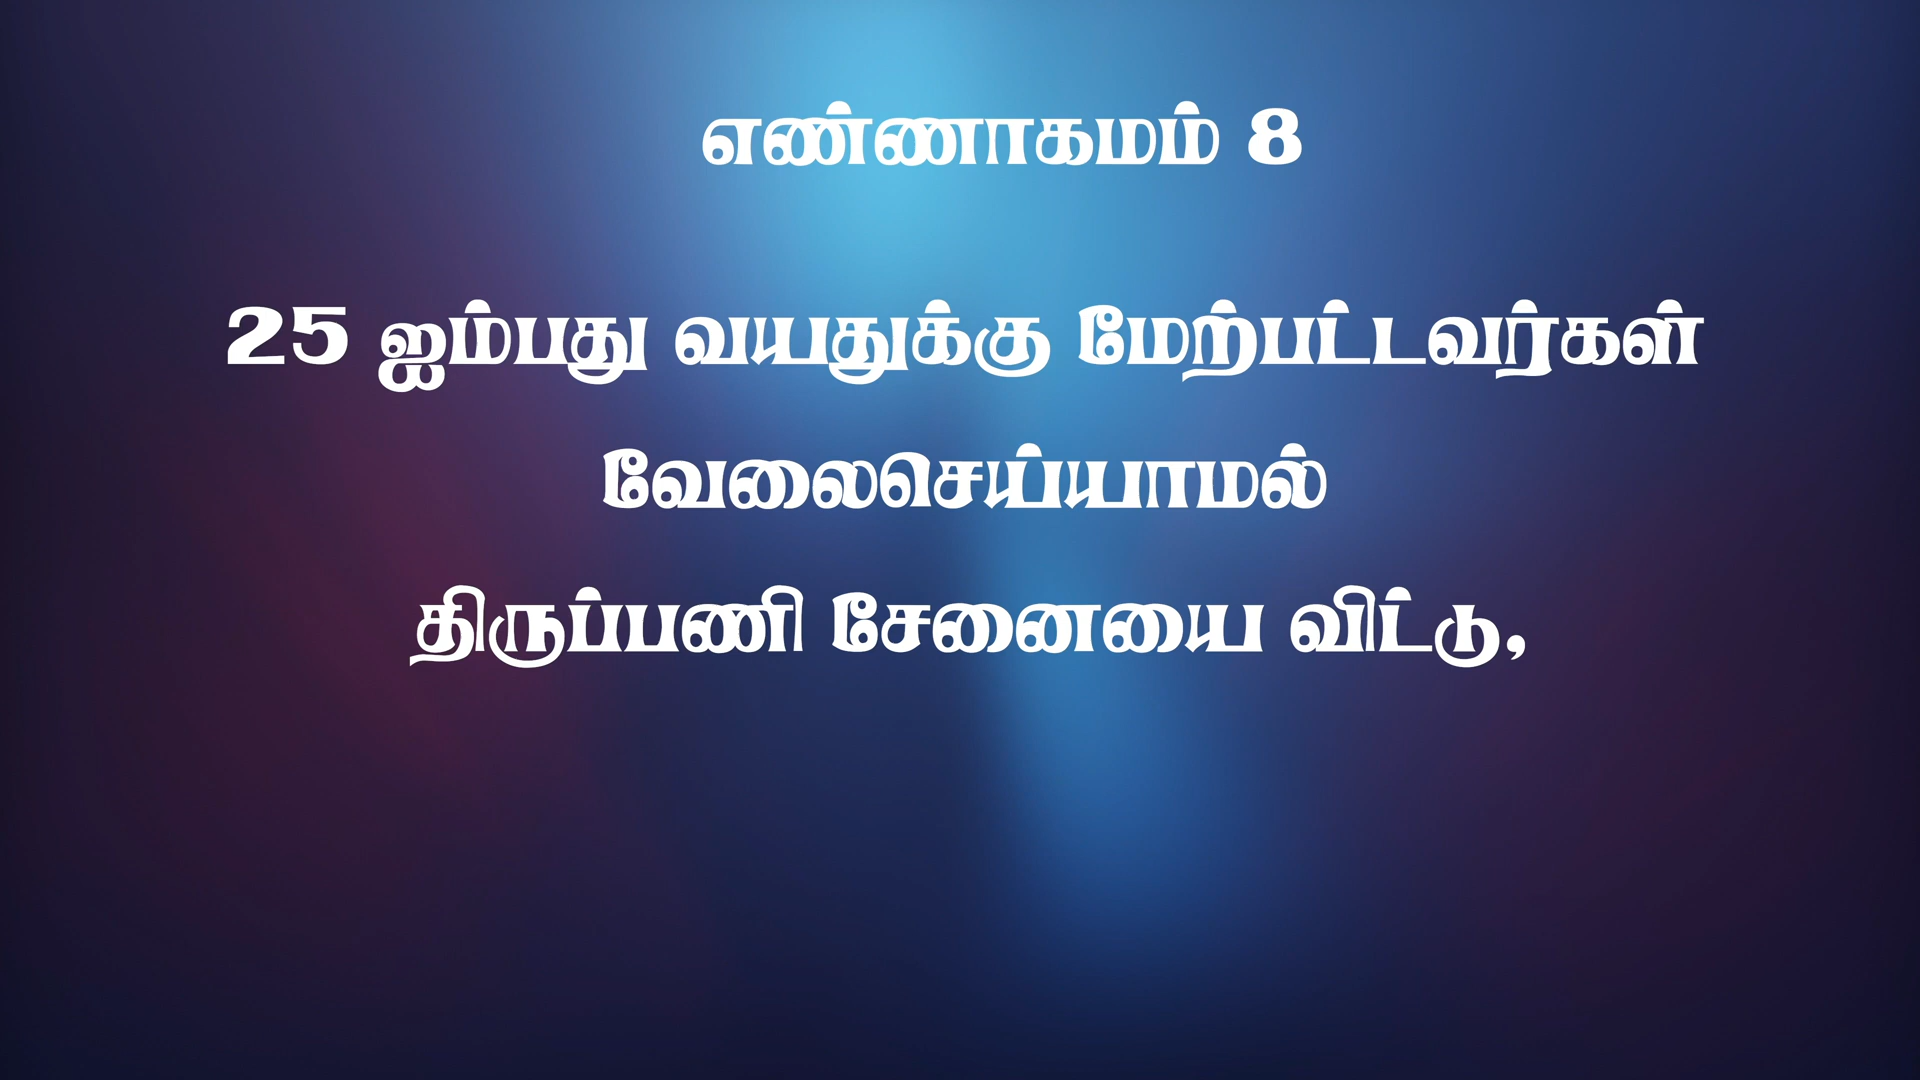 எண்ணாகமம் 8
25 ஐம்பது வயதுக்கு மேற்பட்டவர்கள்
வேலைசெய்யாமல்
திருப்பணி சேனையை விட்டு,